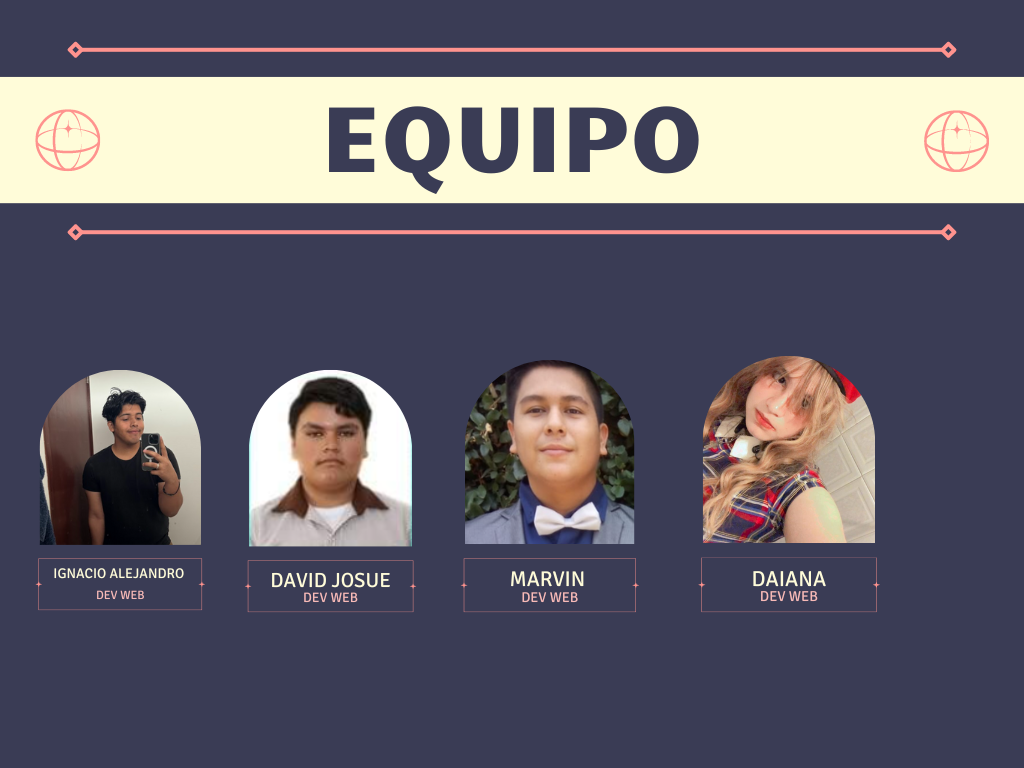 EQUIPO
IGNACIO ALEJANDRO
DEV WEB
DAVID JOSUE
DEV WEB
MARVIN
DEV WEB
DAIANA
DEV WEB